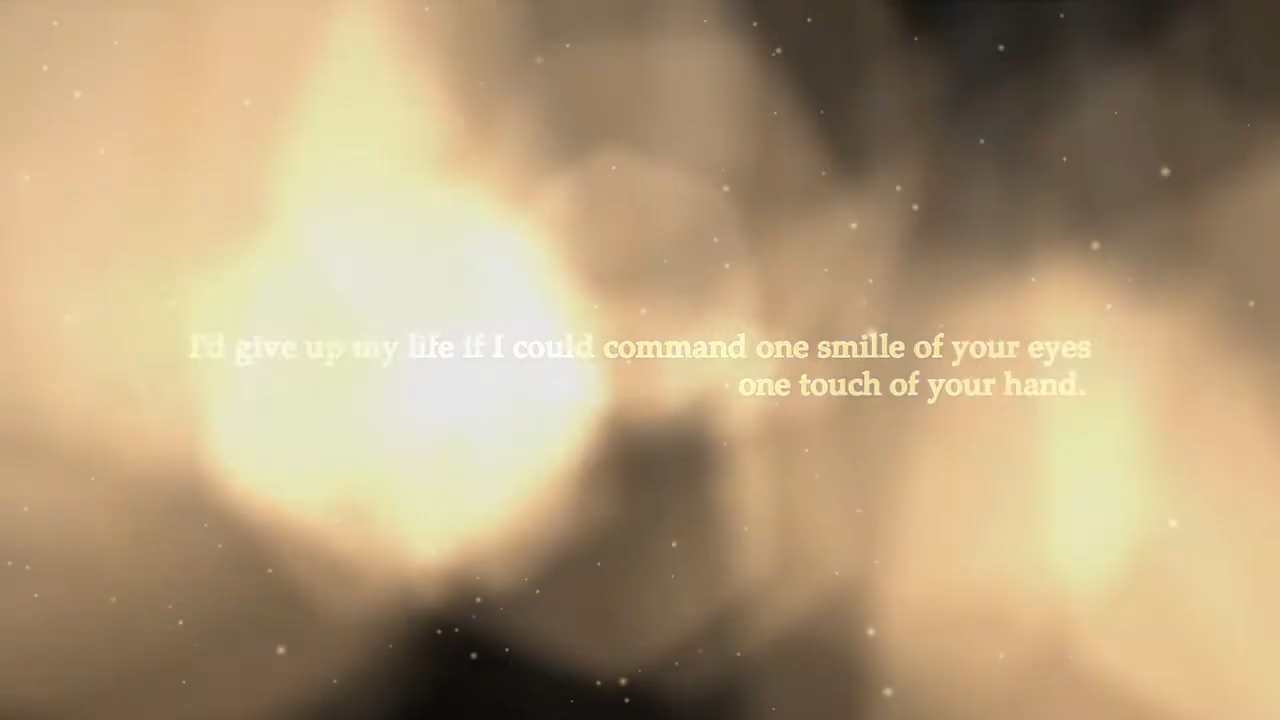 I'd give up my life if I could command one smille of your eyes
one touch of your hand.